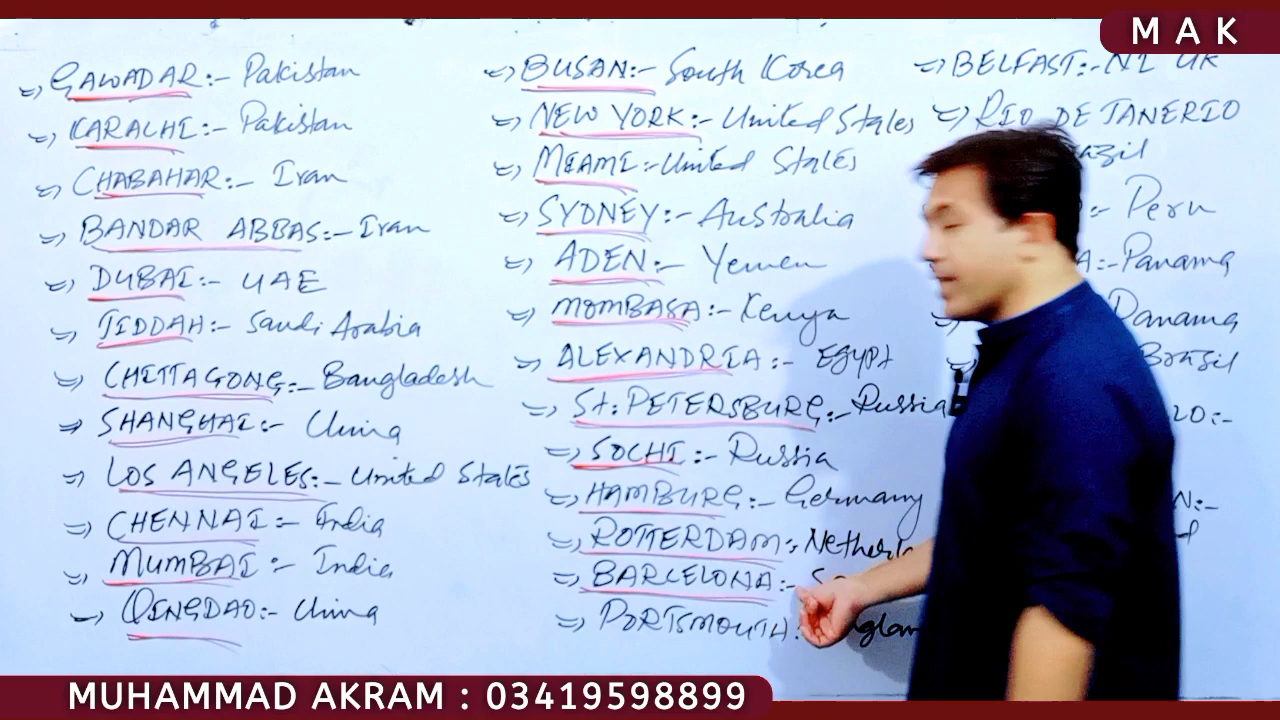 MAK
⇒ GAWADAR:- Pakistan
⇒ KARACHI:- Pakistan
⇒ CHABAHAR:- Iran
⇒ BANDAR ABBAS:- Iran
⇒ DUBAI:- UAE
⇒ JIDDAH:- Saudi Arabia
⇒ CHITTAGONG:- Bangladesh
⇒ SHANGHAI:- China
⇒ LOS ANGELES:- United States
⇒ CHENNAI:- India
⇒ MUMBAI:- India
⇒ QINGDAO:- China
⇒ BUSAN:- South Korea
⇒ NEW YORK:- United States
⇒ MIAMI:- United States
⇒ SYDNEY:- Australia
⇒ ADEN:- Yemen
⇒ MOMBASA:- Kenya
⇒ ALEXANDRIA:- EGYPT
⇒ St.PETERSBURG:- Russia
⇒ SOCHI:- Russia
⇒ HAMBURG:- Germany
⇒ ROTTERDAM:
⇒ BARCELONA:-
⇒ PORTSMOUTH:
⇒ BELFAST:- NI UK
⇒ RIO DE JANERIO
:- Peru
:- Panama
Panama
Brazil
MUHAMMAD AKRAM : 03419598899